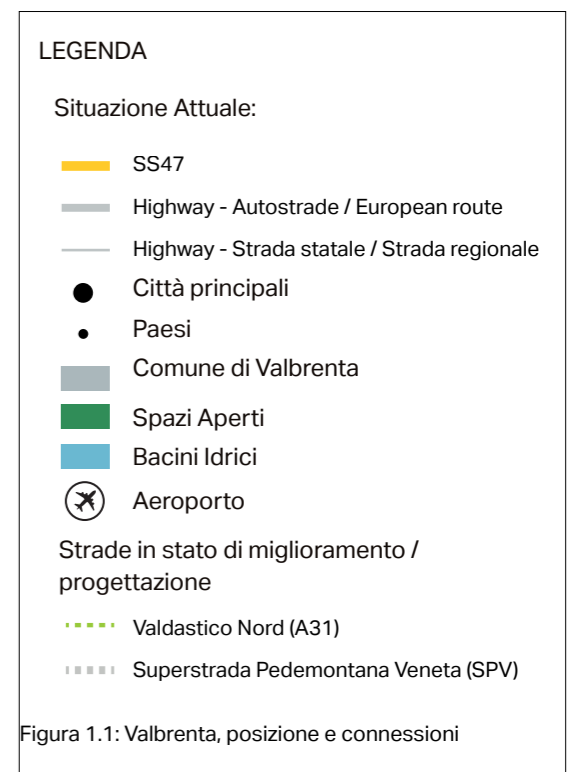 LEGENDA
Situazione Attuale:
SS47
Highway - Autostrade / European route
Highway - Strada statale / Strada regionale
Città principali
Paesi
Comune di Valbrenta
Spazi Aperti
Bacini Idrici
Aeroporto
Strade in stato di miglioramento /
progettazione
Valdastico Nord (A31)
Superstrada Pedemontana Veneta (SPV)
Figura 1.1: Valbrenta, posizione e connessioni